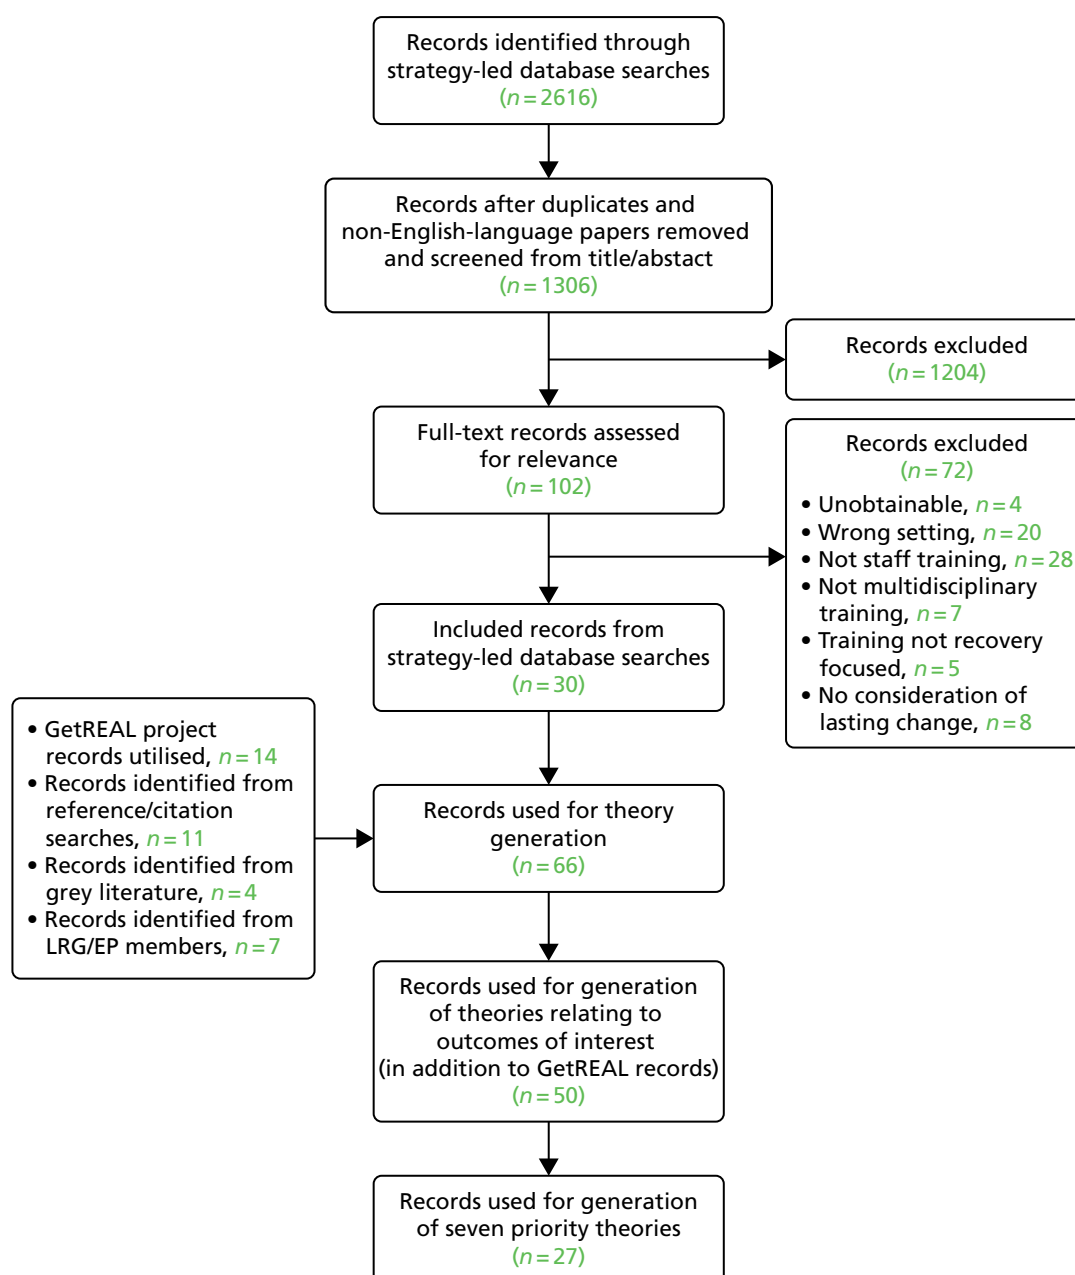 Records identified through
strategy-led database searches
(n = 2616)
Records after duplicates and
non-English-language papers removed
and screened from title/abstact
(n = 1306)
Records excluded
(n = 1204)
Full-text records assessed
for relevance
(n = 102)
Records excluded
(n = 72)
• Unobtainable, n = 4
• Wrong setting, n = 20
• Not staff training, n = 28
• Not multidisciplinary
training, n = 7
• Training not recovery
focused, n = 5
• No consideration of
lasting change, n = 8
Included records from
strategy-led database searches
(n = 30)
• GetREAL project
records utilised, n = 14
• Records identified from
reference/citation
searches, n = 11
• Records identified from
grey literature, n = 4
• Records identified from
LRG/EP members, n = 7
Records used for theory
generation
(n = 66)
Records used for generation
of theories relating to
outcomes of interest
(in addition to GetREAL records)
(n = 50)
Records used for generation
of seven priority theories
(n = 27)